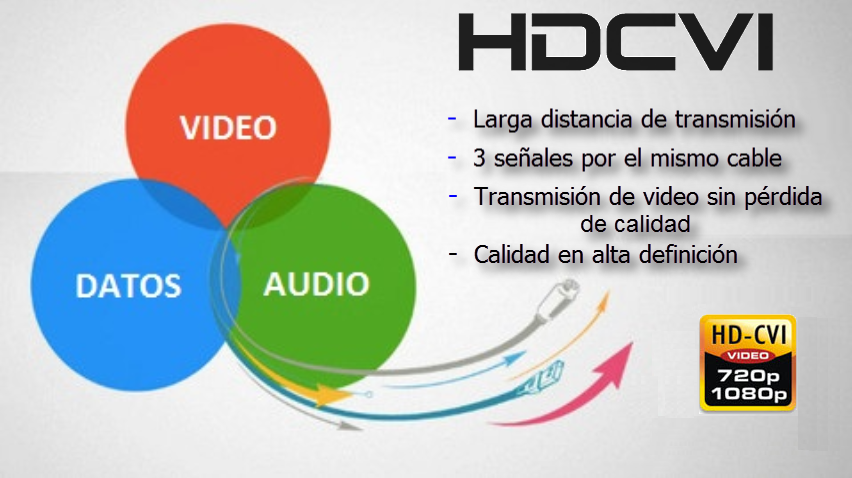 HDCVI
VIDEO
DATOS
AUDIO
- Larga distancia de transmisión
- 3 señales por el mismo cable
- Transmisión de video sin pérdida
de calidad
- Calidad en alta definición
HD-CVI
VIDEO
720p
1080p